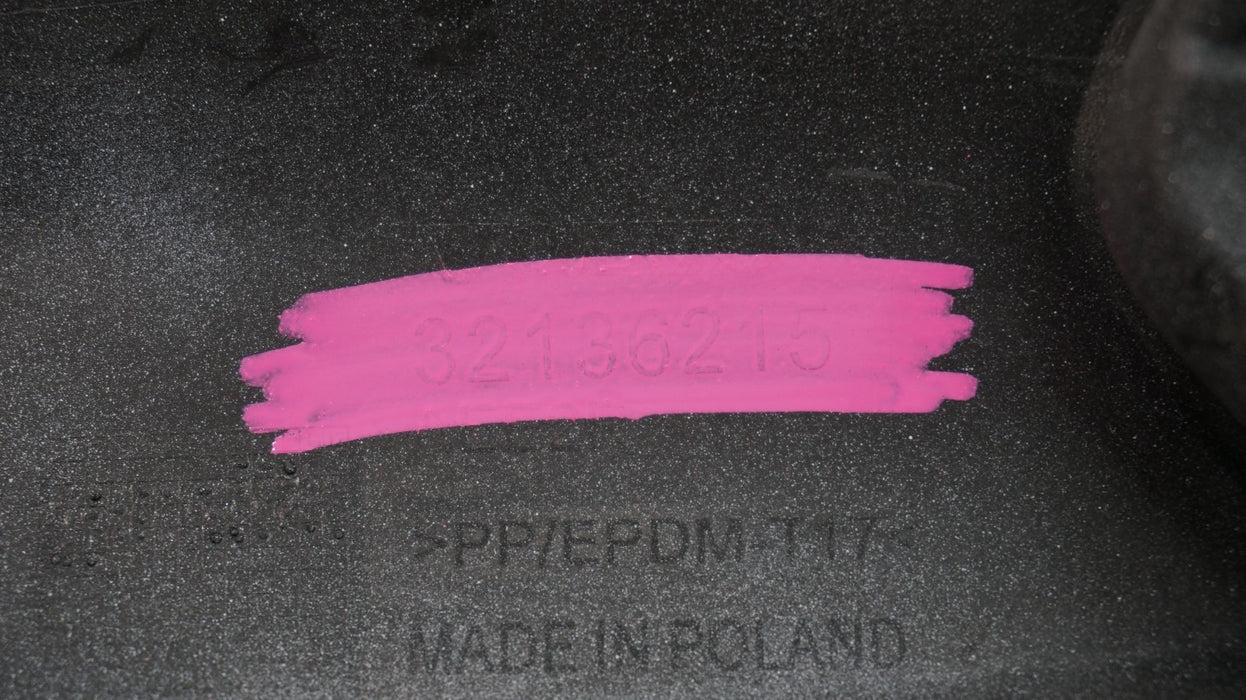 32136215
>PP/EPDM-T17<
MADE IN POLAND